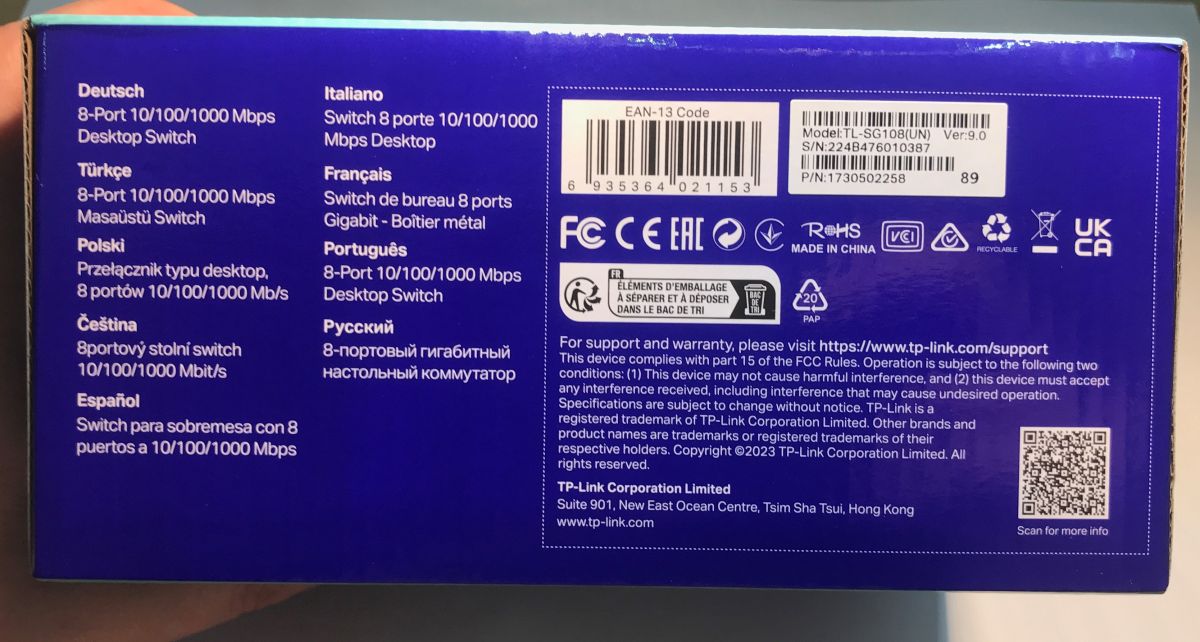 Deutsch
8-Port 10/100/1000 Mbps
Desktop Switch
Türkçe
8-Port 10/100/1000 Mbps
Masaüstü Switch
Polski
Przełącznik typu desktop,
8 portów 10/100/1000 Mb/s
Čeština
8portový stolní switch
10/100/1000 Mbit/s
Español
Switch para sobremesa con 8
puertos a 10/100/1000 Mbps
Italiano
Switch 8 porte 10/100/1000
Mbps Desktop
Français
Switch de bureau 8 ports
Gigabit - Boîtier métal
Português
8-Port 10/100/1000 Mbps
Desktop Switch
Русский
8-портовый гигабитный
настольный коммутатор
EAN-13 Code
6 935364 021153
Model:TL-SG108(UN) Ver:9.0
S/N:224B476010387
P/N:1730502258 89
FC CE EAC RoHS
MADE IN CHINA
VCCI
RECYCLABLE
UK
CA
FR
ÉLÉMENTS D'EMBALLAGE
À SÉPARER ET À DÉPOSER
DANS LE BAC DE TRI
BAC
DE
TRI
20
PAP
For support and warranty, please visit https://www.tp-link.com/support
This device complies with part 15 of the FCC Rules. Operation is subject to the following two
conditions: (1) This device may not cause harmful interference, and (2) this device must accept
any interference received, including interference that may cause undesired operation.
Specifications are subject to change without notice. TP-Link is a
registered trademark of TP-Link Corporation Limited. Other brands and
product names are trademarks or registered trademarks of their
respective holders. Copyright ©2023 TP-Link Corporation Limited. All
rights reserved.
TP-Link Corporation Limited
Suite 901, New East Ocean Centre, Tsim Sha Tsui, Hong Kong
www.tp-link.com
Scan for more info